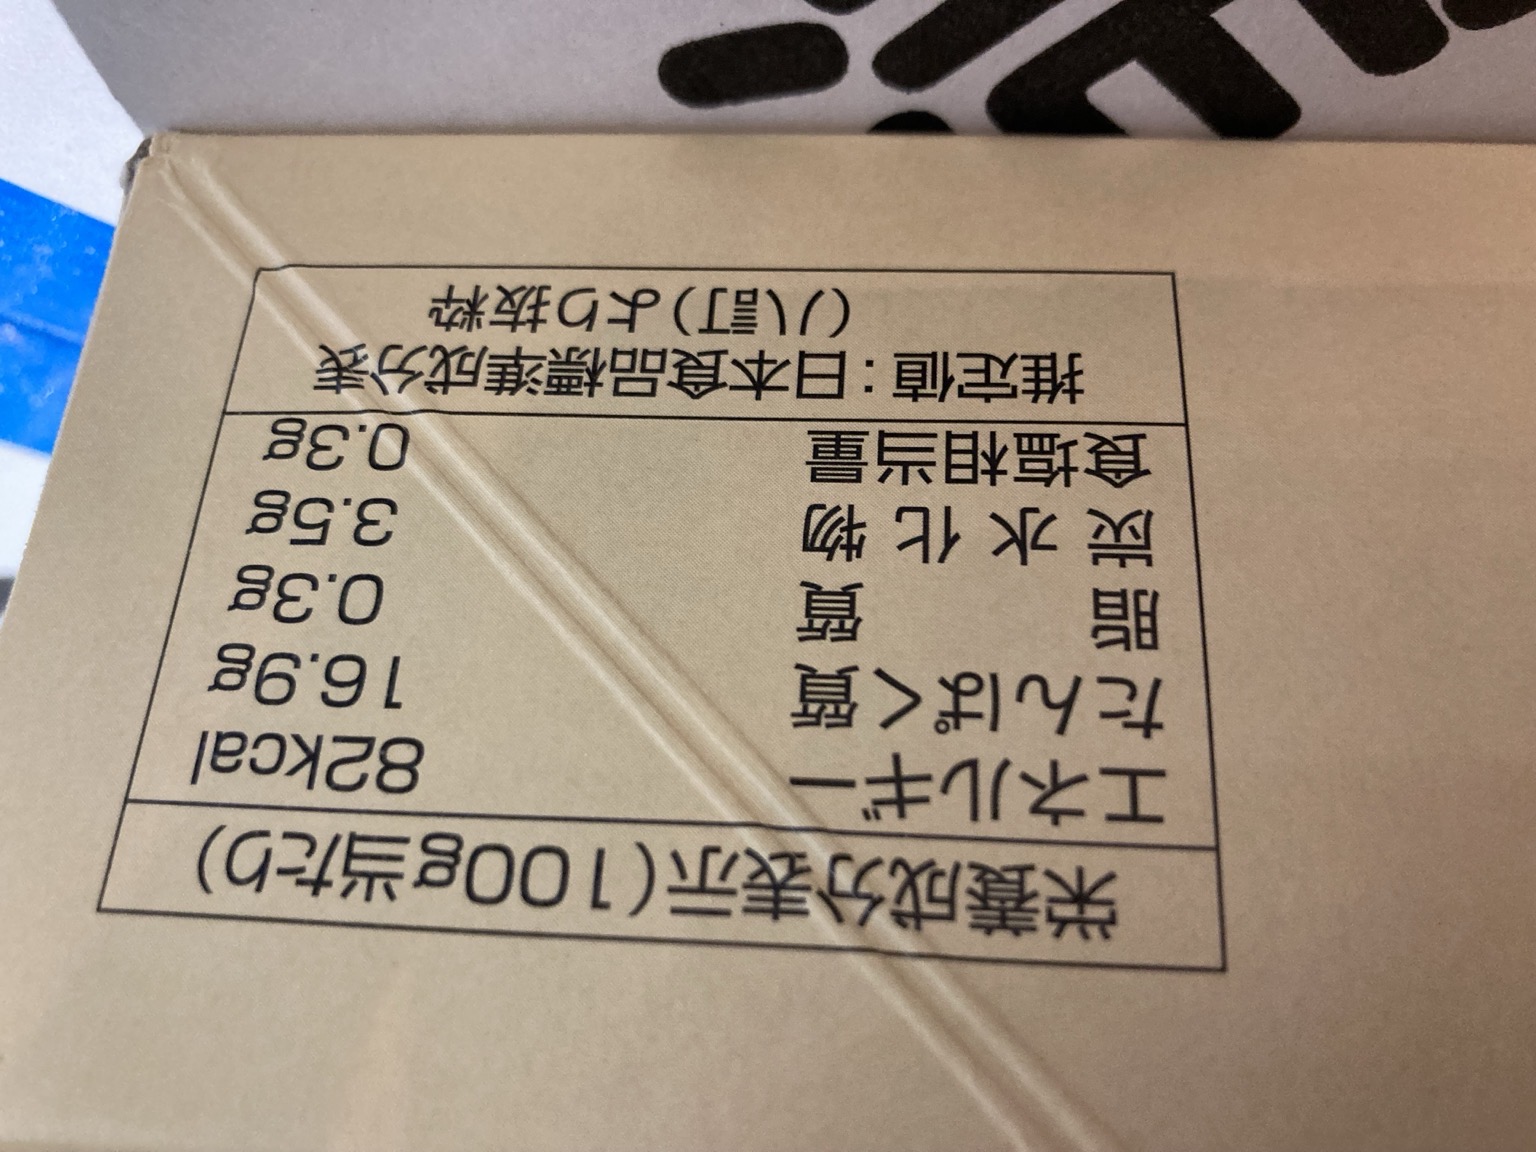 栄養成分表示(100g当たり)
エネルギー 82kcal
たんぱく質 16.9g
脂質 0.3g
炭水化物 3.5g
食塩相当量 0.3g
推定値:日本食品標準成分表
(八訂)より抜粋